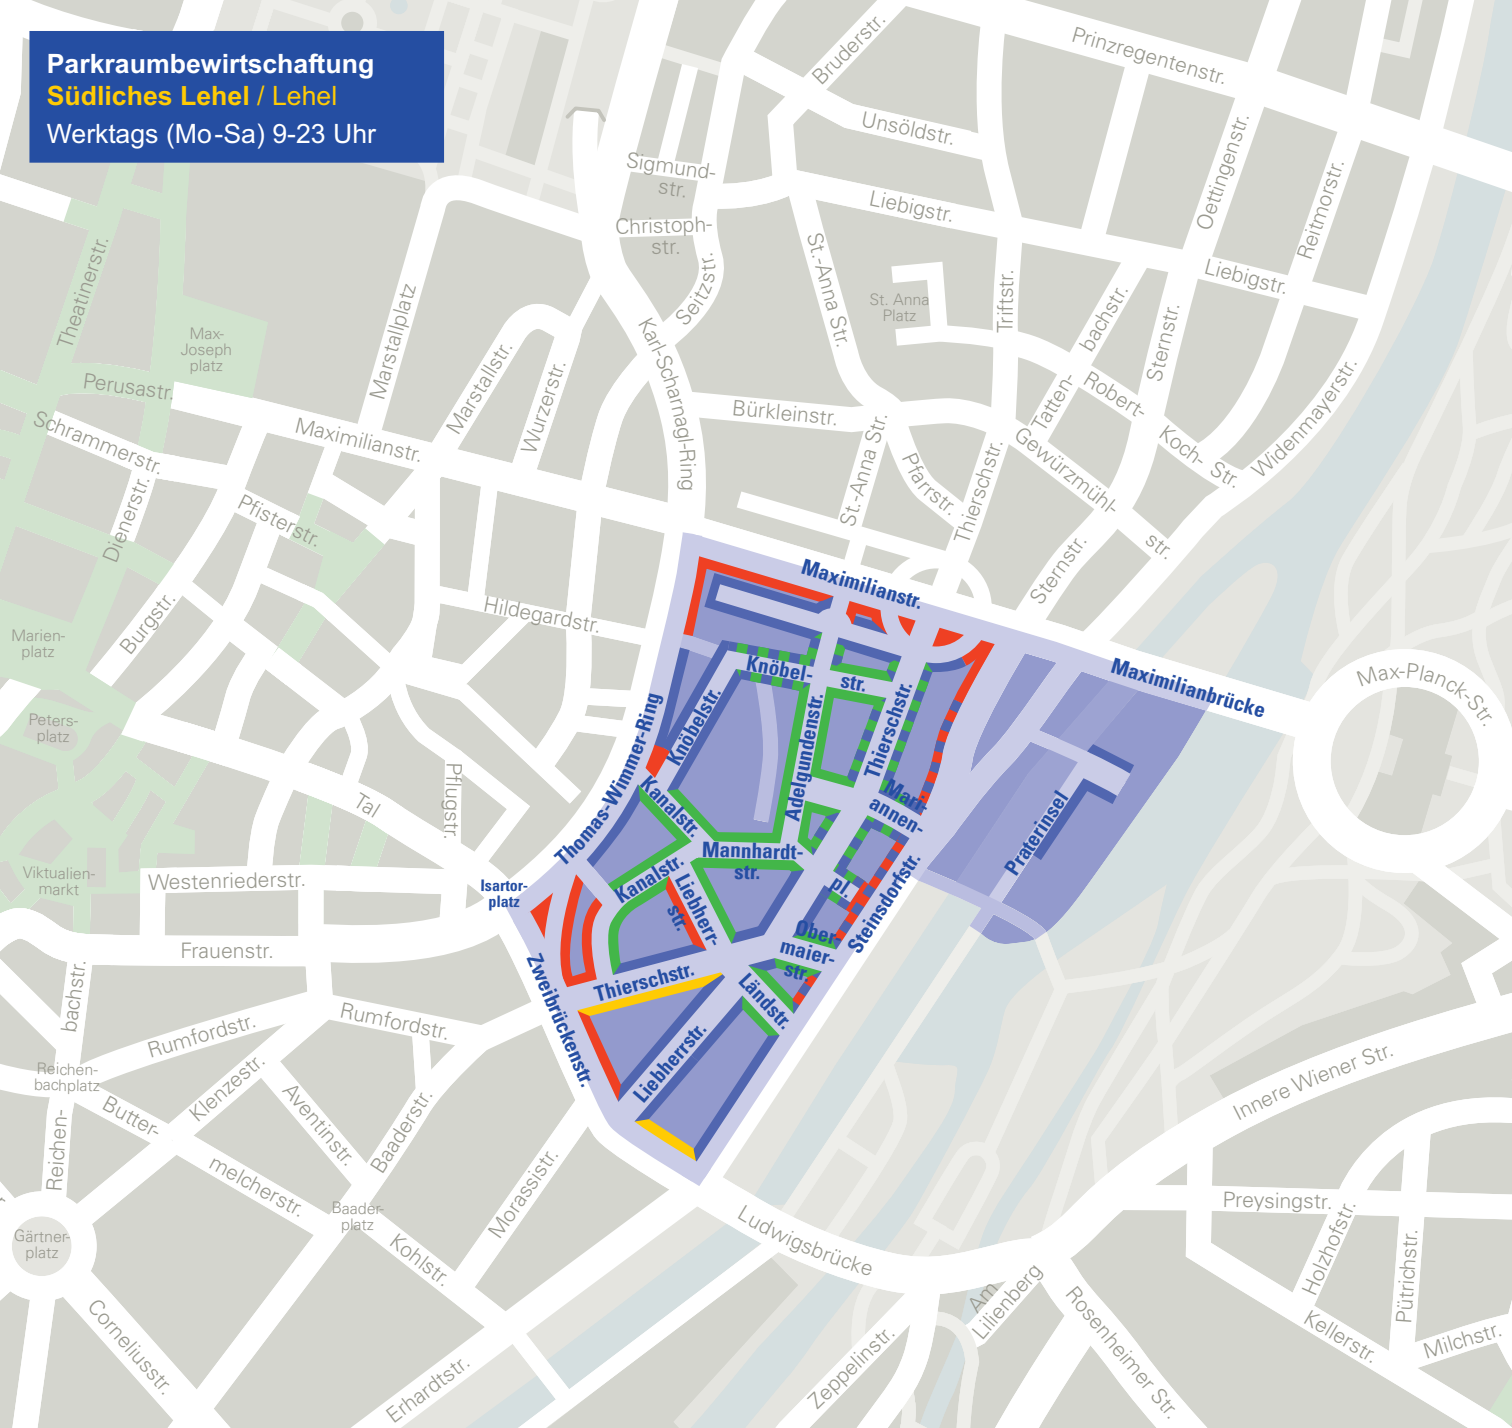 Parkraumbewirtschaftung
Südliches Lehel / Lehel
Werktags (Mo-Sa) 9-23 Uhr
Prinzregentenstr.
Bruderstr.
Unsöldstr.
Sigmund-
str.
Christoph-
str.
Liebigstr.
Oettingenstr.
Reitmorstr.
Liebigstr.
Seitzstr.
St.-Anna Str.
St. Anna
Platz
Triftstr.
Tatten-
bachstr.
Sternstr.
Robert-
Koch- Str.
Widenmayerstr.
Theatinerstr.
Max-
Joseph
platz
Perusastr.
Marstallplatz
Marstallstr.
Wurzerstr.
Karl-Scharnagl-Ring
Bürkleinstr.
St.-Anna Str.
Pfarrstr.
Thierschstr.
Gewürzmühl-
str.
Sternstr.
Schrammerstr.
Maximilianstr.
Dienerstr.
Pfisterstr.
Burgstr.
Hildegardstr.
Marien-
platz
Peters-
platz
Viktualien-
markt
Tal
Pflugstr.
Westenriederstr.
Frauenstr.
Maximilianstr.
Maximilianbrücke
Max-Planck-Str.
Knöbel-
str.
Knöbelstr.
Thomas-Wimmer-Ring
Adelgundenstr.
Thierschstr.
Mart-
annen-
pl.
Praterinsel
Kanalstr.
Mannhardt-
str.
Kanalstr.
Liebherr-
str.
Isartor-
platz
Steinsdorfstr.
Ober-
maier-
str.
Zweibrückenstr.
Thierschstr.
Ländstr.
Liebherrstr.
bachstr.
Rumfordstr.
Rumfordstr.
Reichen-
bachplatz
Reichen-
Butter-
melcherstr.
Klenzestr.
Aventinstr.
Baaderstr.
Baader-
platz
Morassistr.
Kohlstr.
Gärtner-
platz
Corneliusstr.
Erhardtstr.
Ludwigsbrücke
Zeppelinstr.
Am
Lilienberg
Rosenheimer Str.
Innere Wiener Str.
Preysingstr.
Holzhofstr.
Pütrichstr.
Kellerstr.
Milchstr.